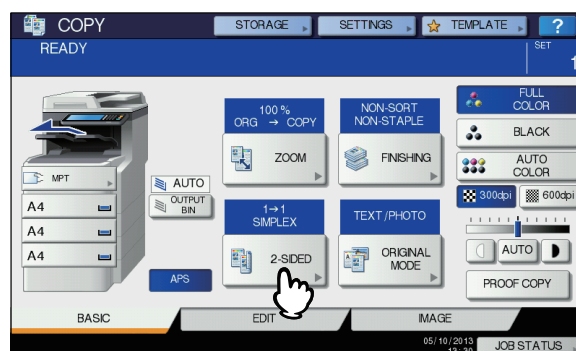 COPY
STORAGE
SETTINGS
TEMPLATE
?
READY
SET
1
100 %
ORG → COPY
ZOOM
NON-SORT
NON-STAPLE
FINISHING
FULL
COLOR
BLACK
AUTO
COLOR
300dpi
600dpi
MPT
A4
A4
A4
AUTO
OUTPUT
BIN
APS
1→1
SIMPLEX
2-SIDED
TEXT/PHOTO
ORIGINAL
MODE
AUTO
PROOF COPY
BASIC
EDIT
IMAGE
05/10/2013
13:30
JOB STATUS